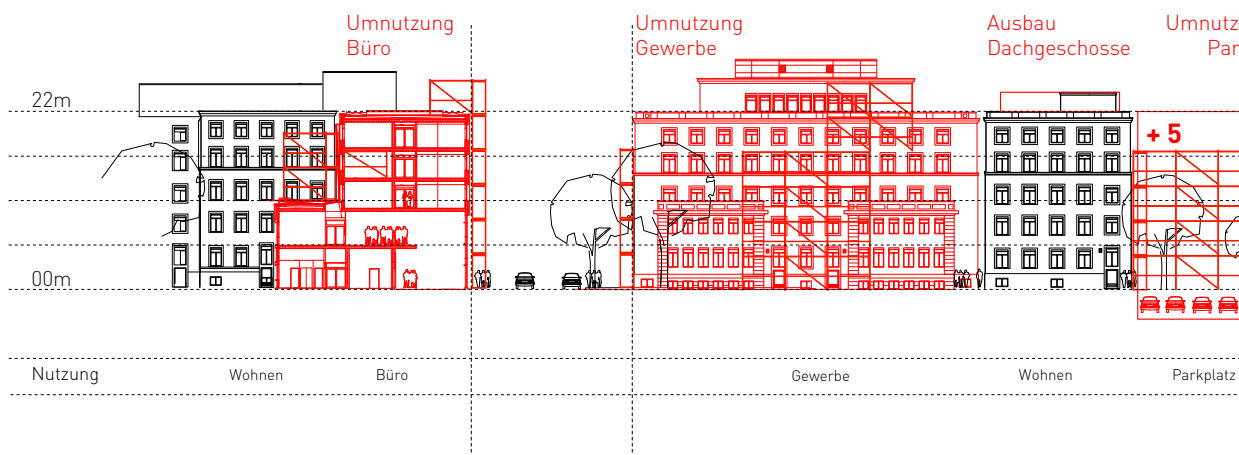 Umnutzung
Büro
Umnutzung
Gewerbe
Ausbau
Dachgeschosse
22m
+ 5
00m
Nutzung
Wohnen
Büro
Gewerbe
Wohnen
Parkplatz